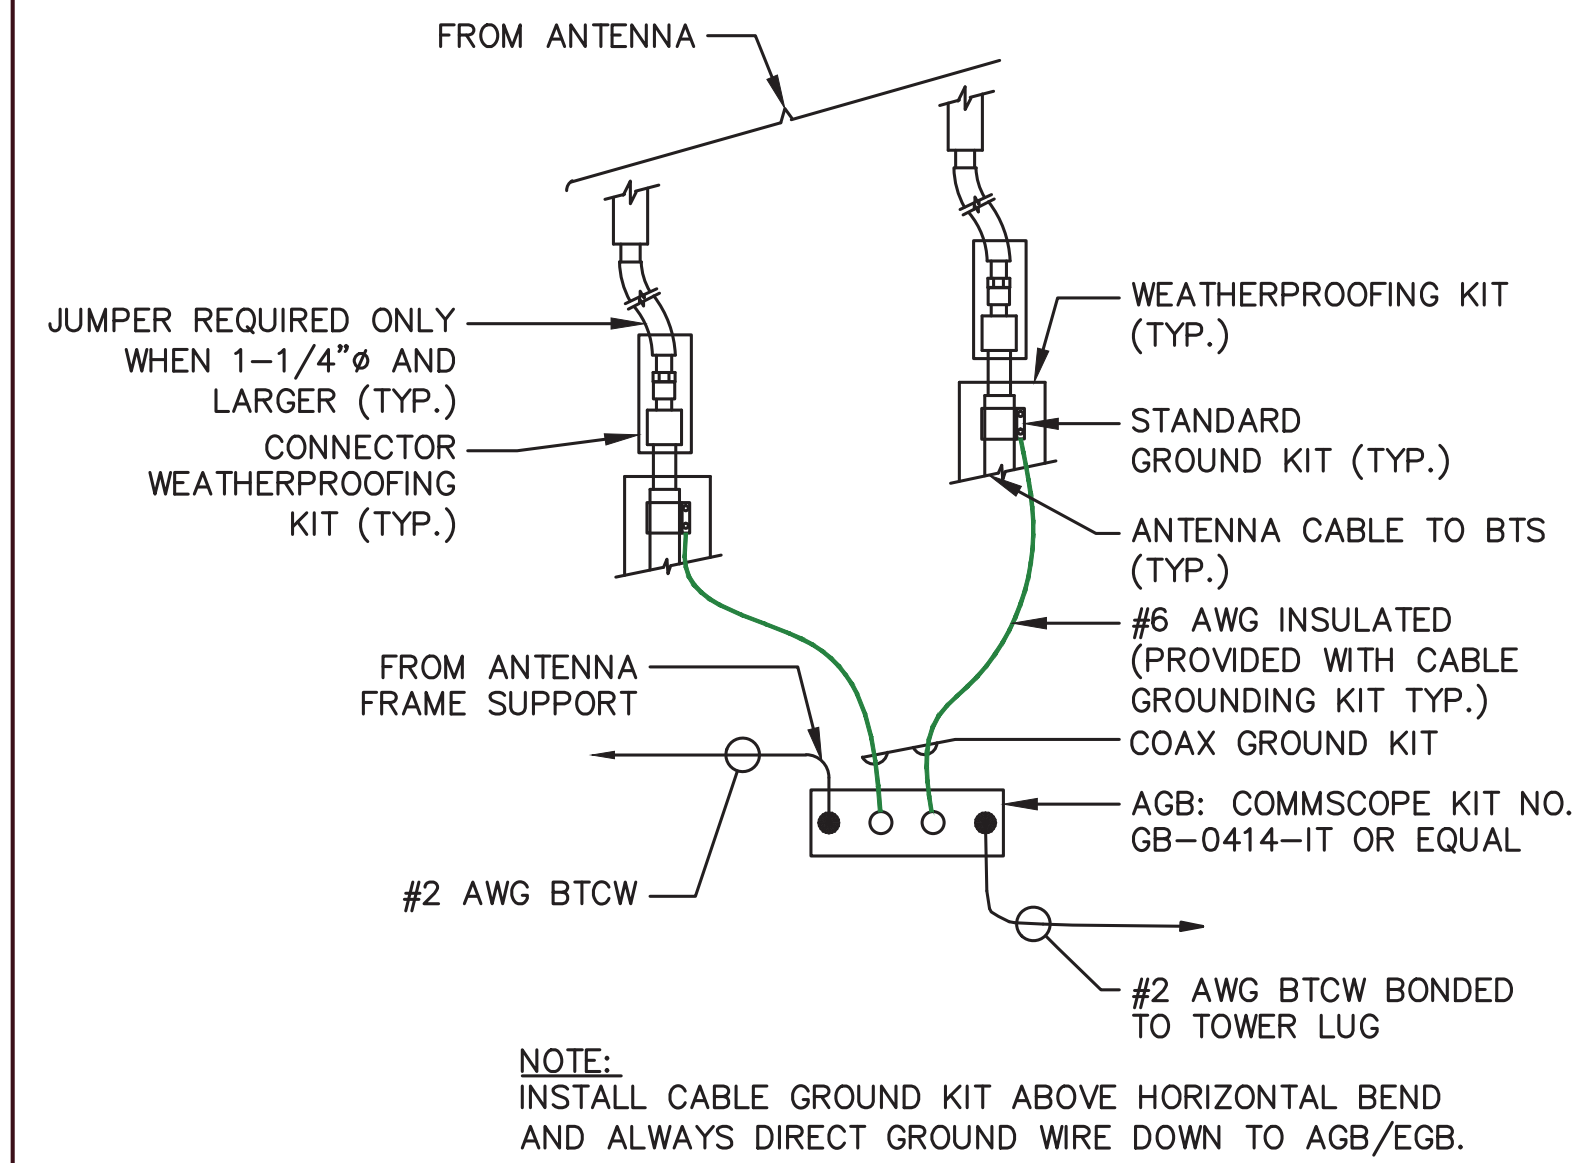 FROM ANTENNA
JUMPER REQUIRED ONLY
WHEN 1-1/4"ø AND
LARGER (TYP.)
CONNECTOR
WEATHERPROOFING
KIT (TYP.)
WEATHERPROOFING KIT
(TYP.)
STANDARD
GROUND KIT (TYP.)
ANTENNA CABLE TO BTS
(TYP.)
#6 AWG INSULATED
(PROVIDED WITH CABLE
GROUNDING KIT TYP.)
COAX GROUND KIT
FROM ANTENNA
FRAME SUPPORT
AGB: COMMSCOPE KIT NO.
GB-0414-IT OR EQUAL
#2 AWG BTCW
#2 AWG BTCW BONDED
TO TOWER LUG
NOTE:
INSTALL CABLE GROUND KIT ABOVE HORIZONTAL BEND
AND ALWAYS DIRECT GROUND WIRE DOWN TO AGB/EGB.